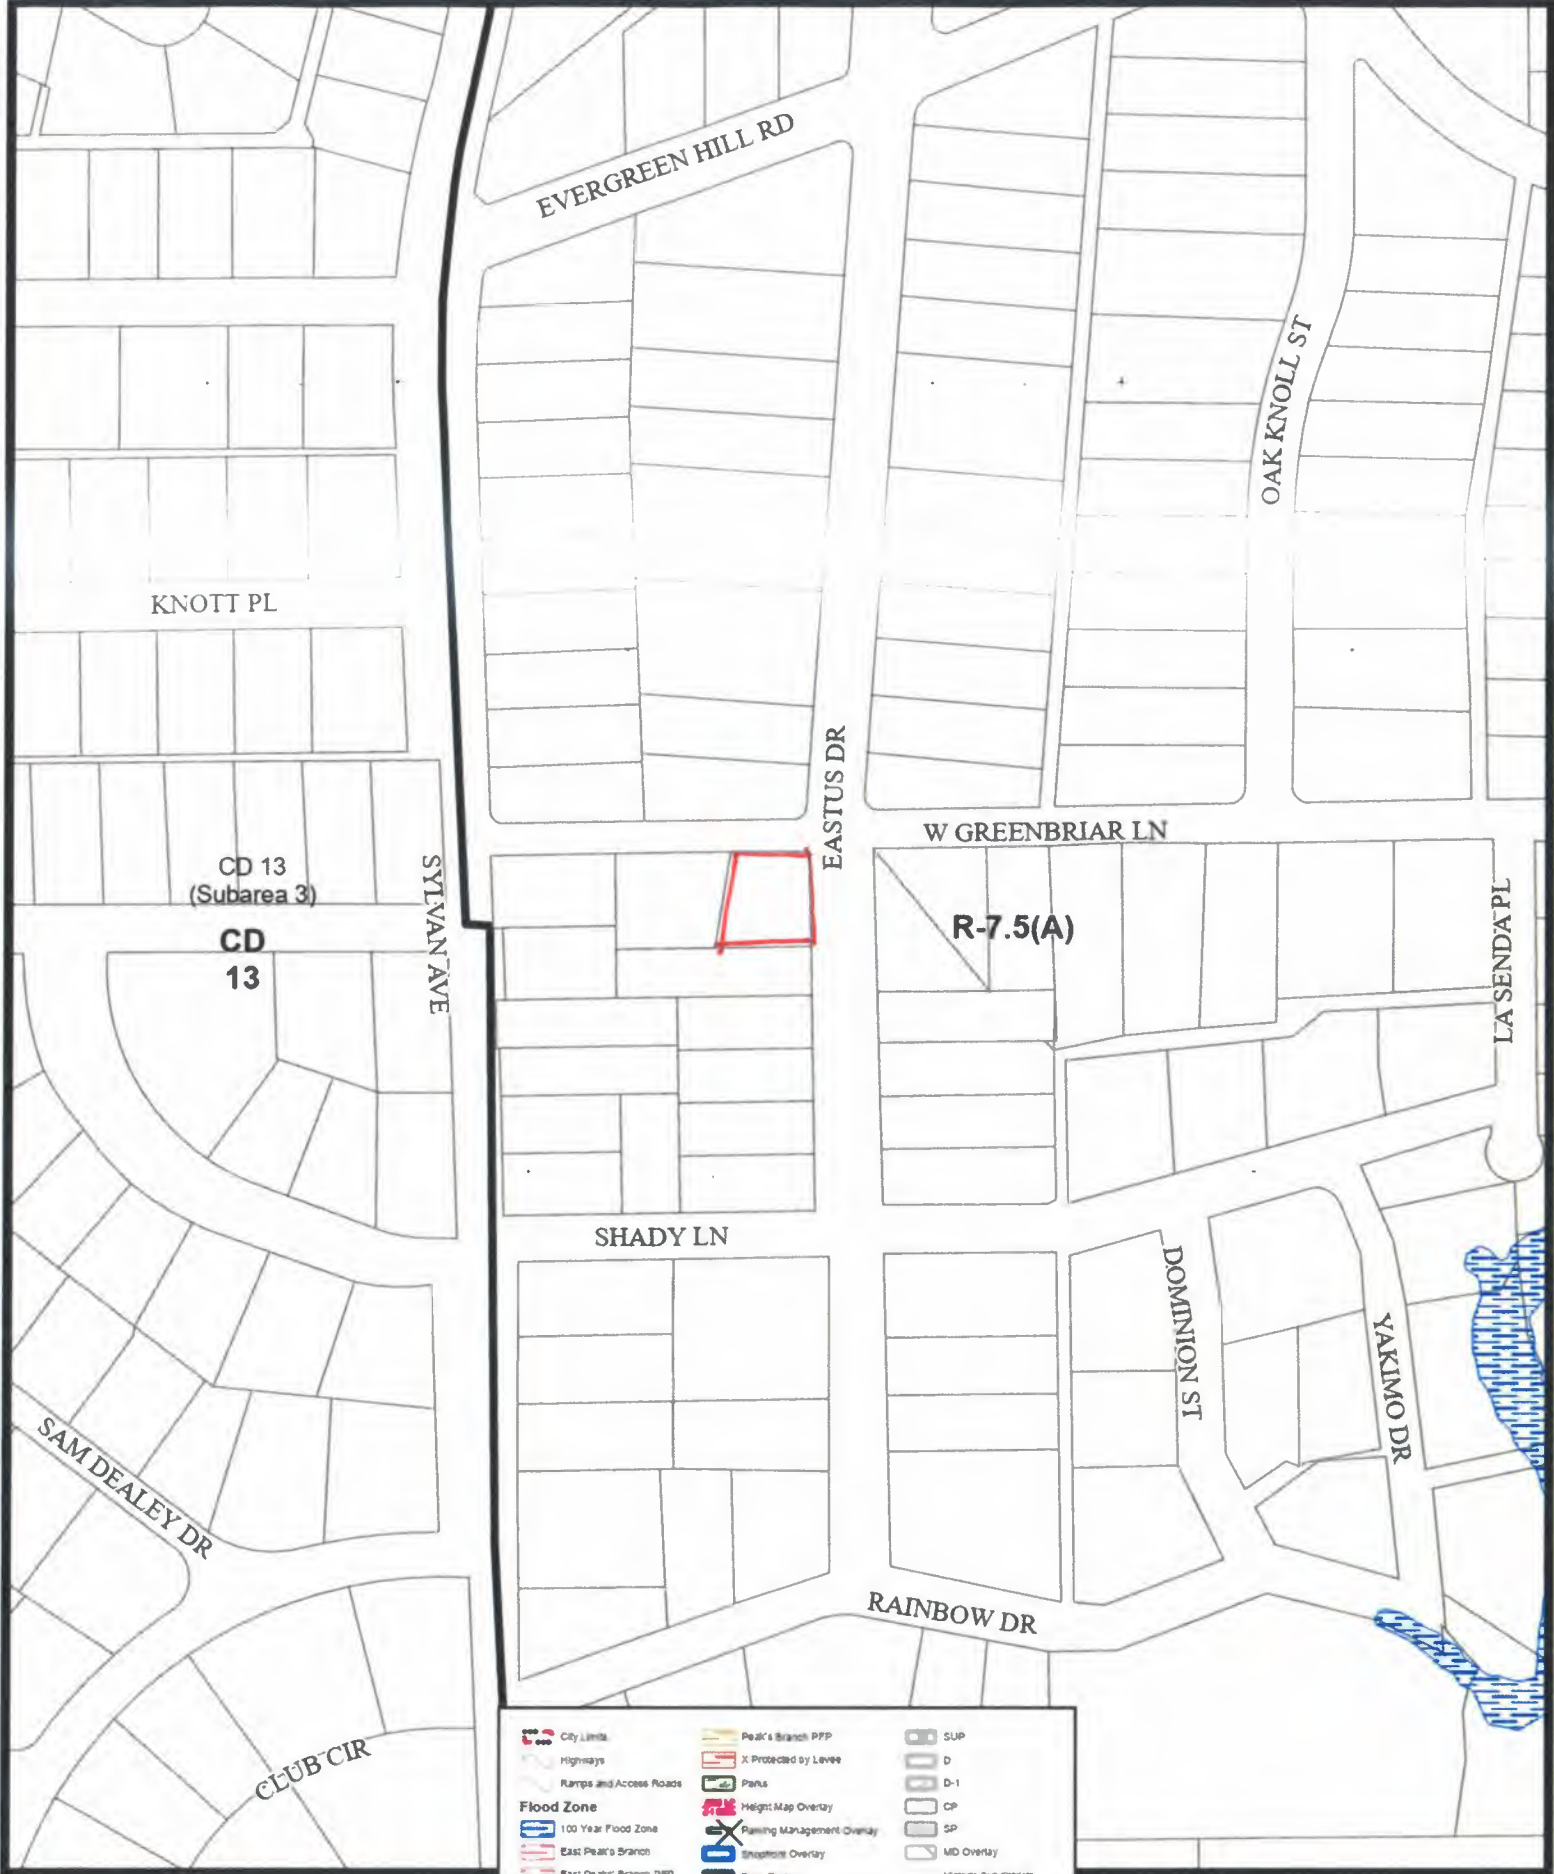 EVERGREEN HILL RD
OAK KNOLL ST
KNOTT PL
EASTUS DR
W GREENBRIAR LN
CD 13
(Subarea 3)
SYLVAN AVE
CD
13
R-7.5(A)
LA SENDA PL
SHADY LN
DOMINION ST
YAKIMO DR
SAM DEALEY DR
RAINBOW DR
CLUB CIR
City Limits
Highways
Ramps and Access Roads
Flood Zone
100 Year Flood Zone
East Peak's Branch
Peak's Branch PFP
X Protected by Levee
Parks
Height Map Overlay
Parking Management Overlay
Shopfront Overlay
SUP
D
D-1
CP
SP
MD Overlay